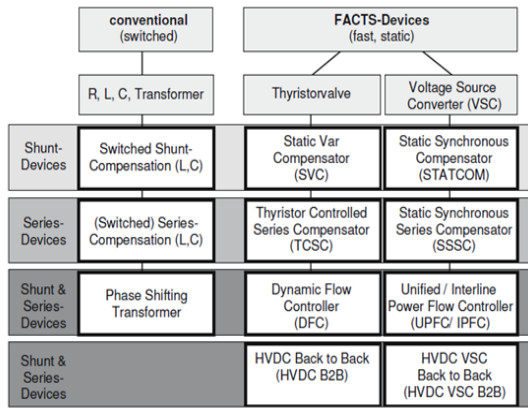 conventional
(switched)
FACTS-Devices
(fast, static)
R, L, C, Transformer
Thyristorvalve
Voltage Source
Converter (VSC)
Shunt-
Devices
Switched Shunt-
Compensation (L,C)
Static Var
Compensator
(SVC)
Static Synchronous
Compensator
(STATCOM)
Series-
Devices
(Switched) Series-
Compensation (L,C)
Thyristor Controlled
Series Compensator
(TCSC)
Static Synchronous
Series Compensator
(SSSC)
Shunt &
Series-
Devices
Phase Shifting
Transformer
Dynamic Flow
Controller
(DFC)
Unified / Interline
Power Flow Controller
(UPFC/ IPFC)
Shunt &
Series-
Devices
HVDC Back to Back
(HVDC B2B)
HVDC VSC
Back to Back
(HVDC VSC B2B)